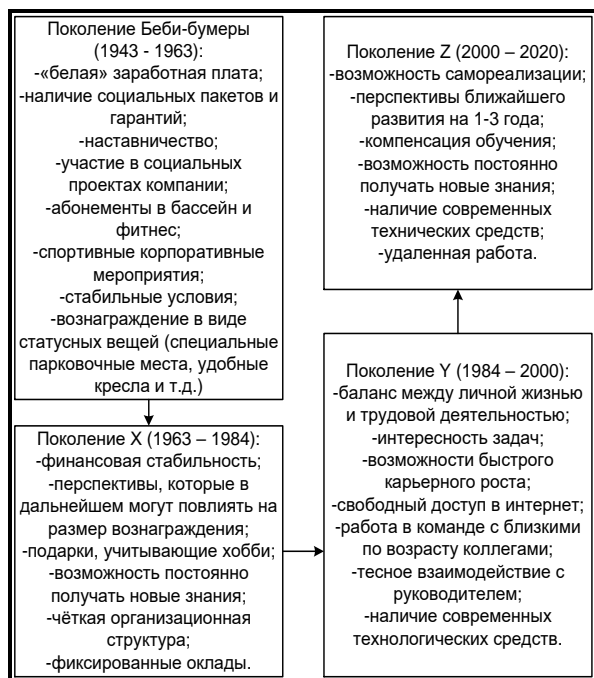 Поколение Беби-бумеры
(1943 - 1963):
-«белая» заработная плата;
-наличие социальных пакетов и
гарантий;
-наставничество;
-участие в социальных
проектах компании;
-абонементы в бассейн и
фитнес;
-спортивные корпоративные
мероприятия;
-стабильные условия;
-вознаграждение в виде
статусных вещей (специальные
парковочные места, удобные
кресла и т.д.)
Поколение X (1963 – 1984):
-финансовая стабильность;
-перспективы, которые в
дальнейшем могут повлиять на
размер вознаграждения;
-подарки, учитывающие хобби;
-возможность постоянно
получать новые знания;
-чёткая организационная
структура;
-фиксированные оклады.
Поколение Y (1984 – 2000):
-баланс между личной жизнью
и трудовой деятельностью;
-интересность задач;
-возможности быстрого
карьерного роста;
-свободный доступ в интернет;
-работа в команде с близкими
по возрасту коллегами;
-тесное взаимодействие с
руководителем;
-наличие современных
технологических средств.
Поколение Z (2000 – 2020):
-возможность самореализации;
-перспективы ближайшего
развития на 1-3 года;
-компенсация обучения;
-возможность постоянно
получать новые знания;
-наличие современных
технических средств;
-удаленная работа.